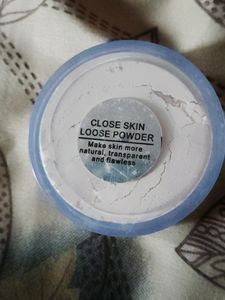 CLOSE SKIN
LOOSE POWDER
Make skin more
natural, transparent
and flawless